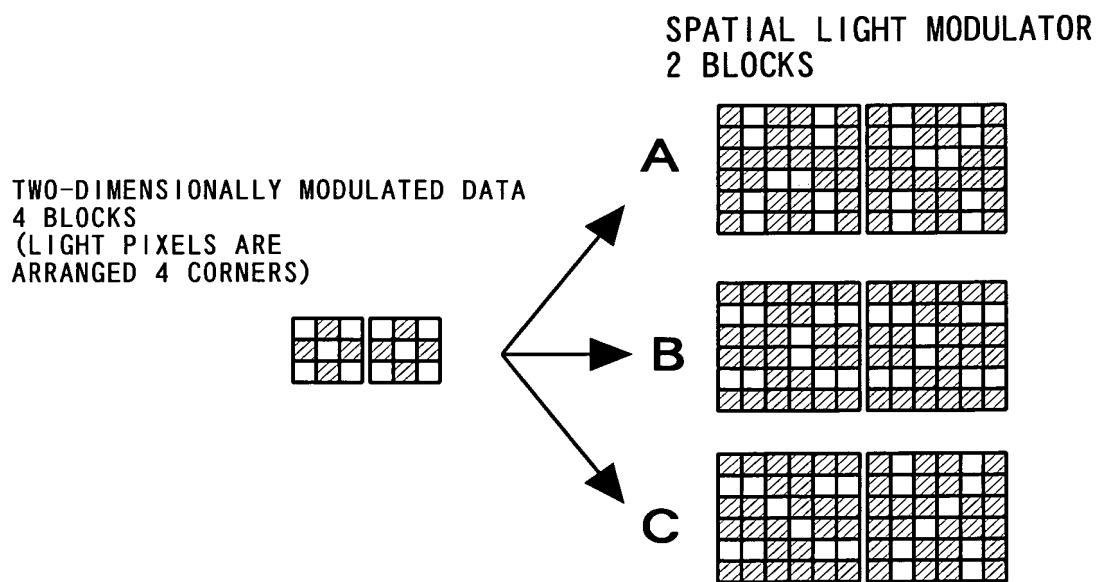 SPATIAL LIGHT MODULATOR
2 BLOCKS
A
TWO-DIMENSIONALLY MODULATED DATA
4 BLOCKS
(LIGHT PIXELS ARE
ARRANGED 4 CORNERS)
B
C